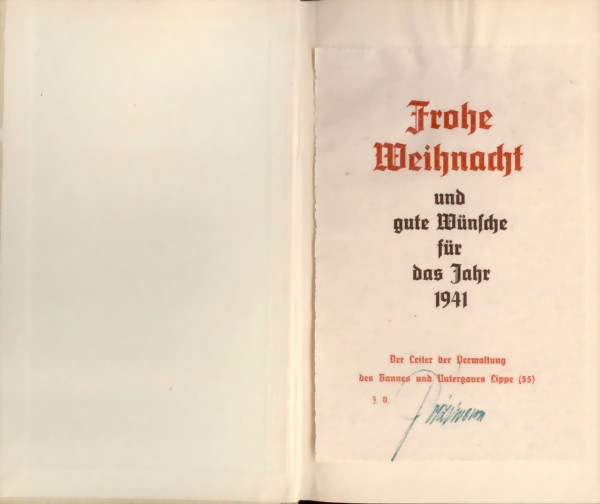 Frohe
Weihnacht
und
gute Wünsche
für
das Jahr
1941
Der Leiter der Verwaltung
des Bannes und Untergaues Lippe (55)
J. V.